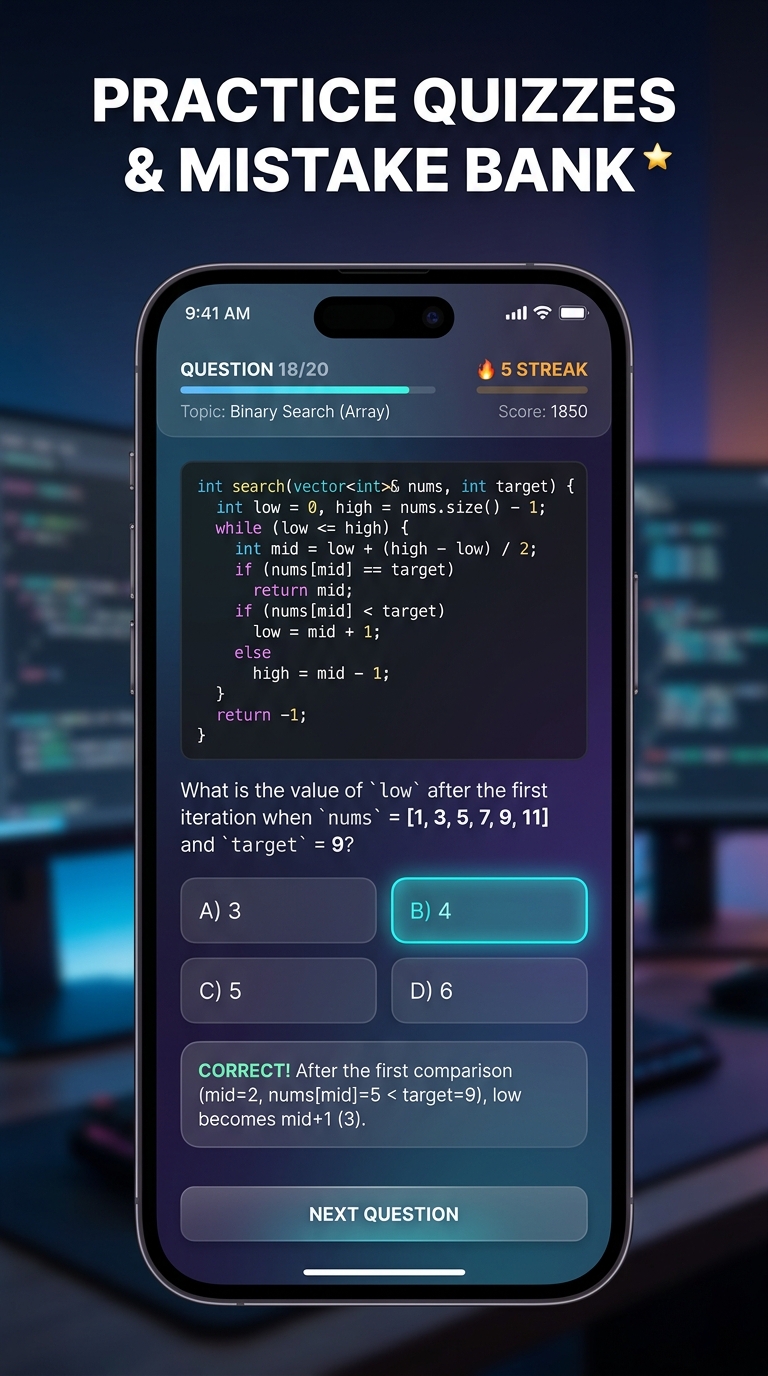 PRACTICE QUIZZES
& MISTAKE BANK
9:41 AM
QUESTION 18/20
🔥 5 STREAK
Topic: Binary Search (Array)
Score: 1850
int search(vector<int>& nums, int target) {
  int low = 0, high = nums.size() - 1;
  while (low <= high) {
    int mid = low + (high - low) / 2;
    if (nums[mid] == target)
      return mid;
    if (nums[mid] < target)
      low = mid + 1;
    else
      high = mid - 1;
  }
  return -1;
}
What is the value of `low` after the first
iteration when `nums` = [1, 3, 5, 7, 9, 11]
and `target` = 9?
A) 3
B) 4
C) 5
D) 6
CORRECT! After the first comparison
(mid=2, nums[mid]=5 < target=9), low
becomes mid+1 (3).
NEXT QUESTION